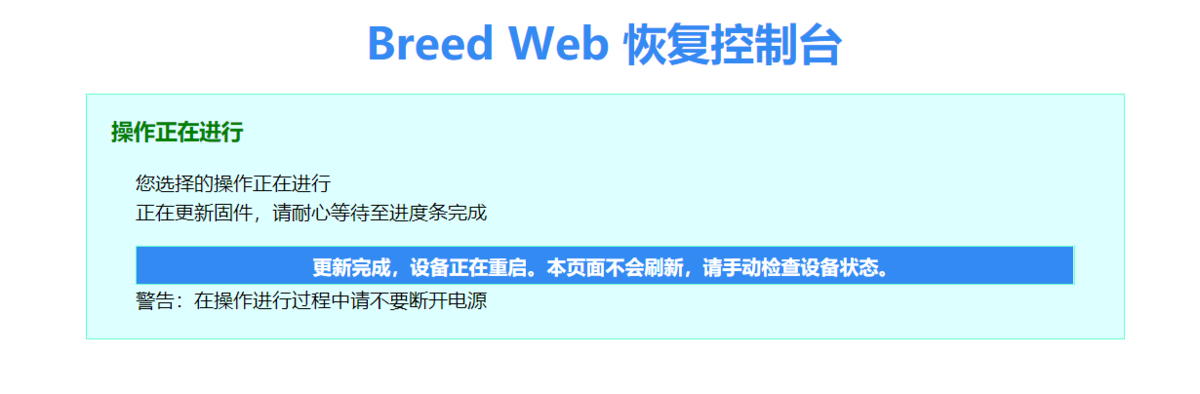 Breed Web 恢复控制台
操作正在进行
您选择的操作正在进行
正在更新固件，请耐心等待至进度条完成
更新完成，设备正在重启。本页面不会刷新，请手动检查设备状态。
警告：在操作进行过程中请不要断开电源